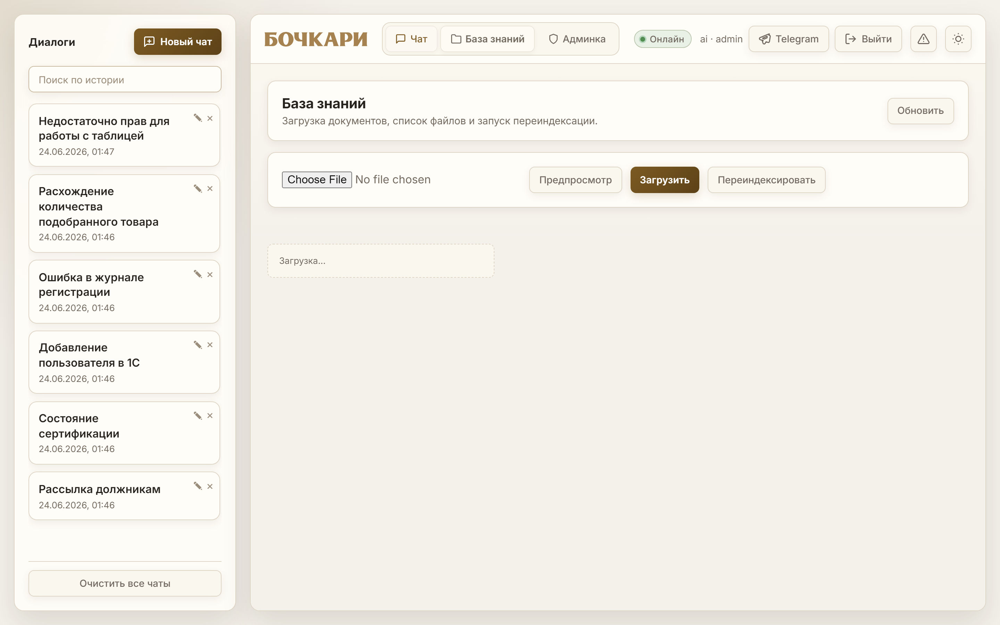 Диалоги
Новый чат
Поиск по истории
Недостаточно прав для
работы с таблицей
24.06.2026, 01:47
Расхождение
количества
подобранного товара
24.06.2026, 01:46
Ошибка в журнале
регистрации
24.06.2026, 01:46
Добавление
пользователя в 1С
24.06.2026, 01:46
Состояние
сертификации
24.06.2026, 01:46
Рассылка должникам
24.06.2026, 01:46
Очистить все чаты
БОЧКАРИ
Чат
База знаний
Админка
Онлайн
ai · admin
Telegram
Выйти
База знаний
Загрузка документов, список файлов и запуск переиндексации.
Обновить
Choose File No file chosen
Предпросмотр
Загрузить
Переиндексировать
Загрузка...